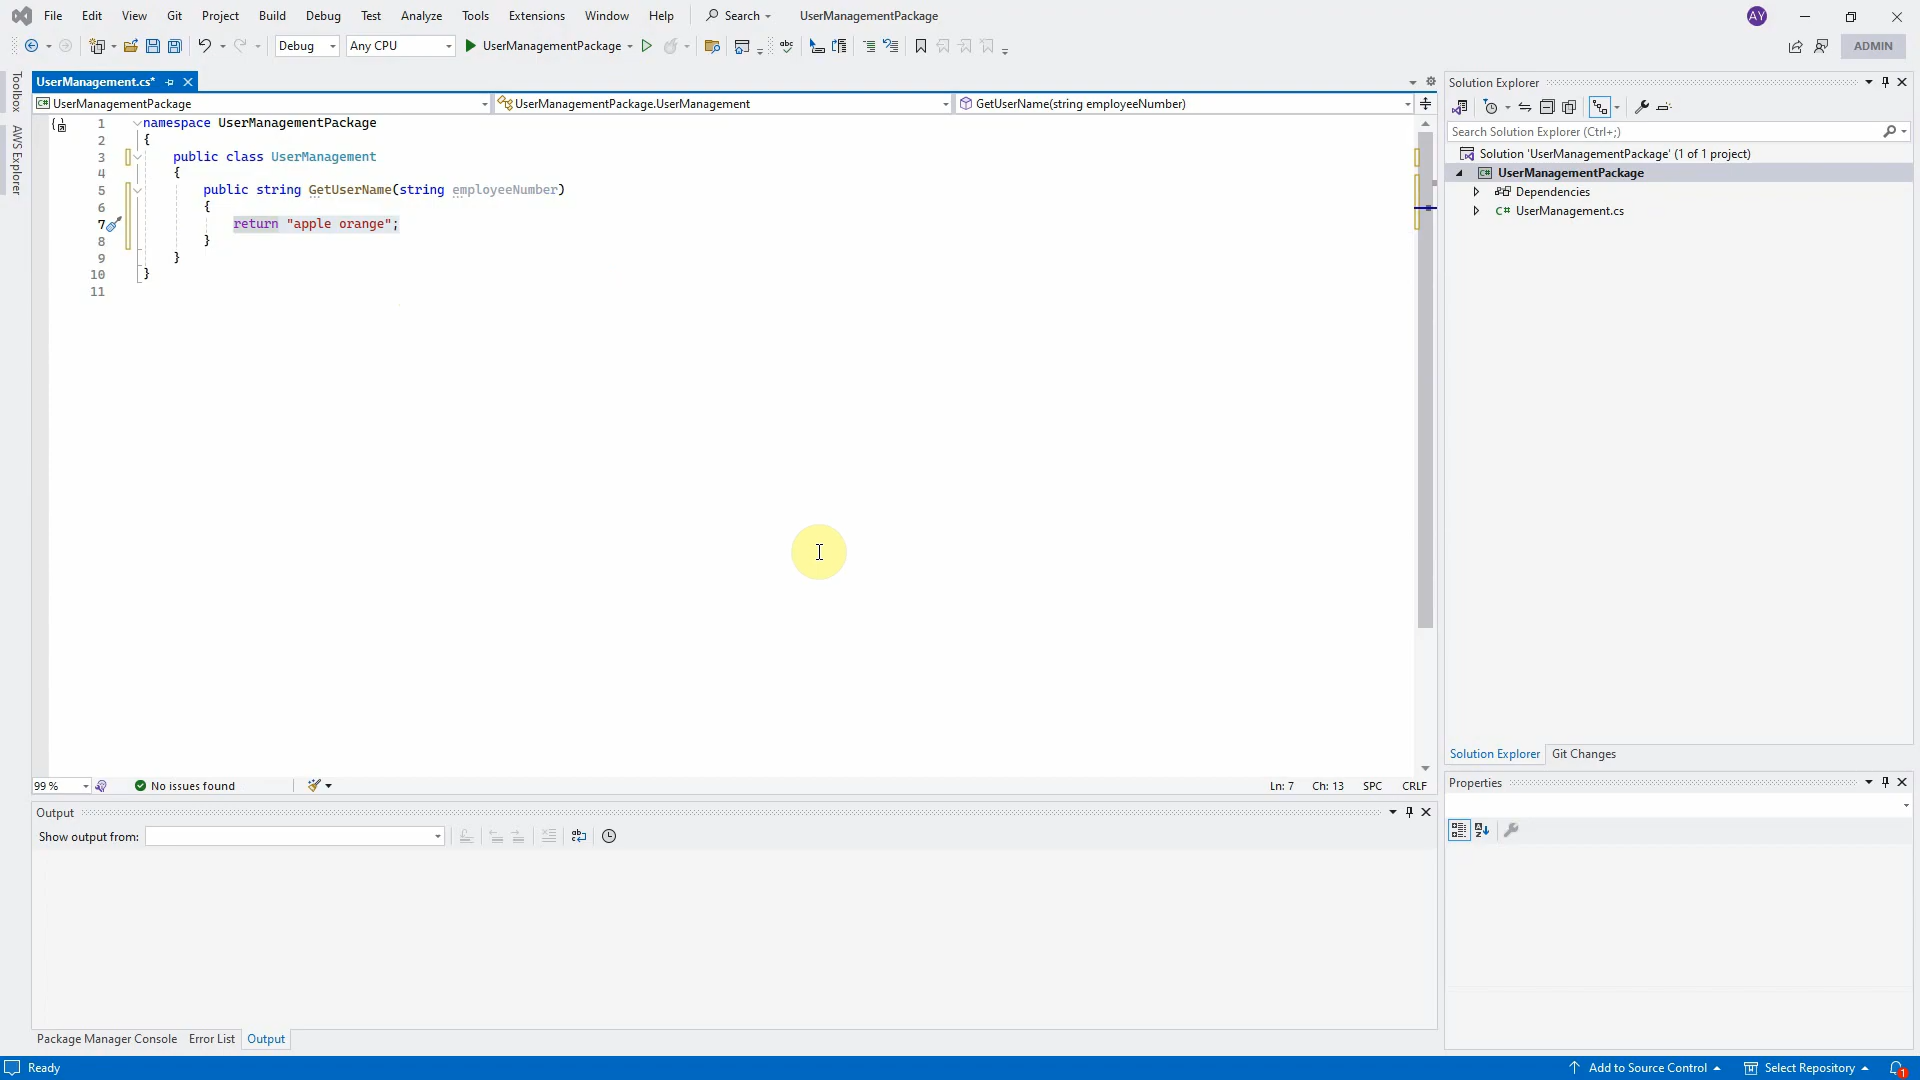 File Edit View Git Project Build Debug Test Analyze Tools Extensions Window Help Search UserManagementPackage AY
Debug Any CPU UserManagementPackage ADMIN
Toolbox
AWS Explorer
UserManagement.cs*
UserManagementPackage UserManagementPackage.UserManagement GetUserName(string employeeNumber)
1 namespace UserManagementPackage
2 {
3 public class UserManagement
4 {
5 public string GetUserName(string employeeNumber)
6 {
7 return "apple orange";
8 }
9 }
10 }
11
99 % No issues found Ln: 7 Ch: 13 SPC CRLF
Output
Show output from:
Package Manager Console Error List Output
Solution Explorer
Search Solution Explorer (Ctrl+;)
Solution 'UserManagementPackage' (1 of 1 project)
UserManagementPackage
Dependencies
C# UserManagement.cs
Solution Explorer Git Changes
Properties
Ready Add to Source Control Select Repository 1